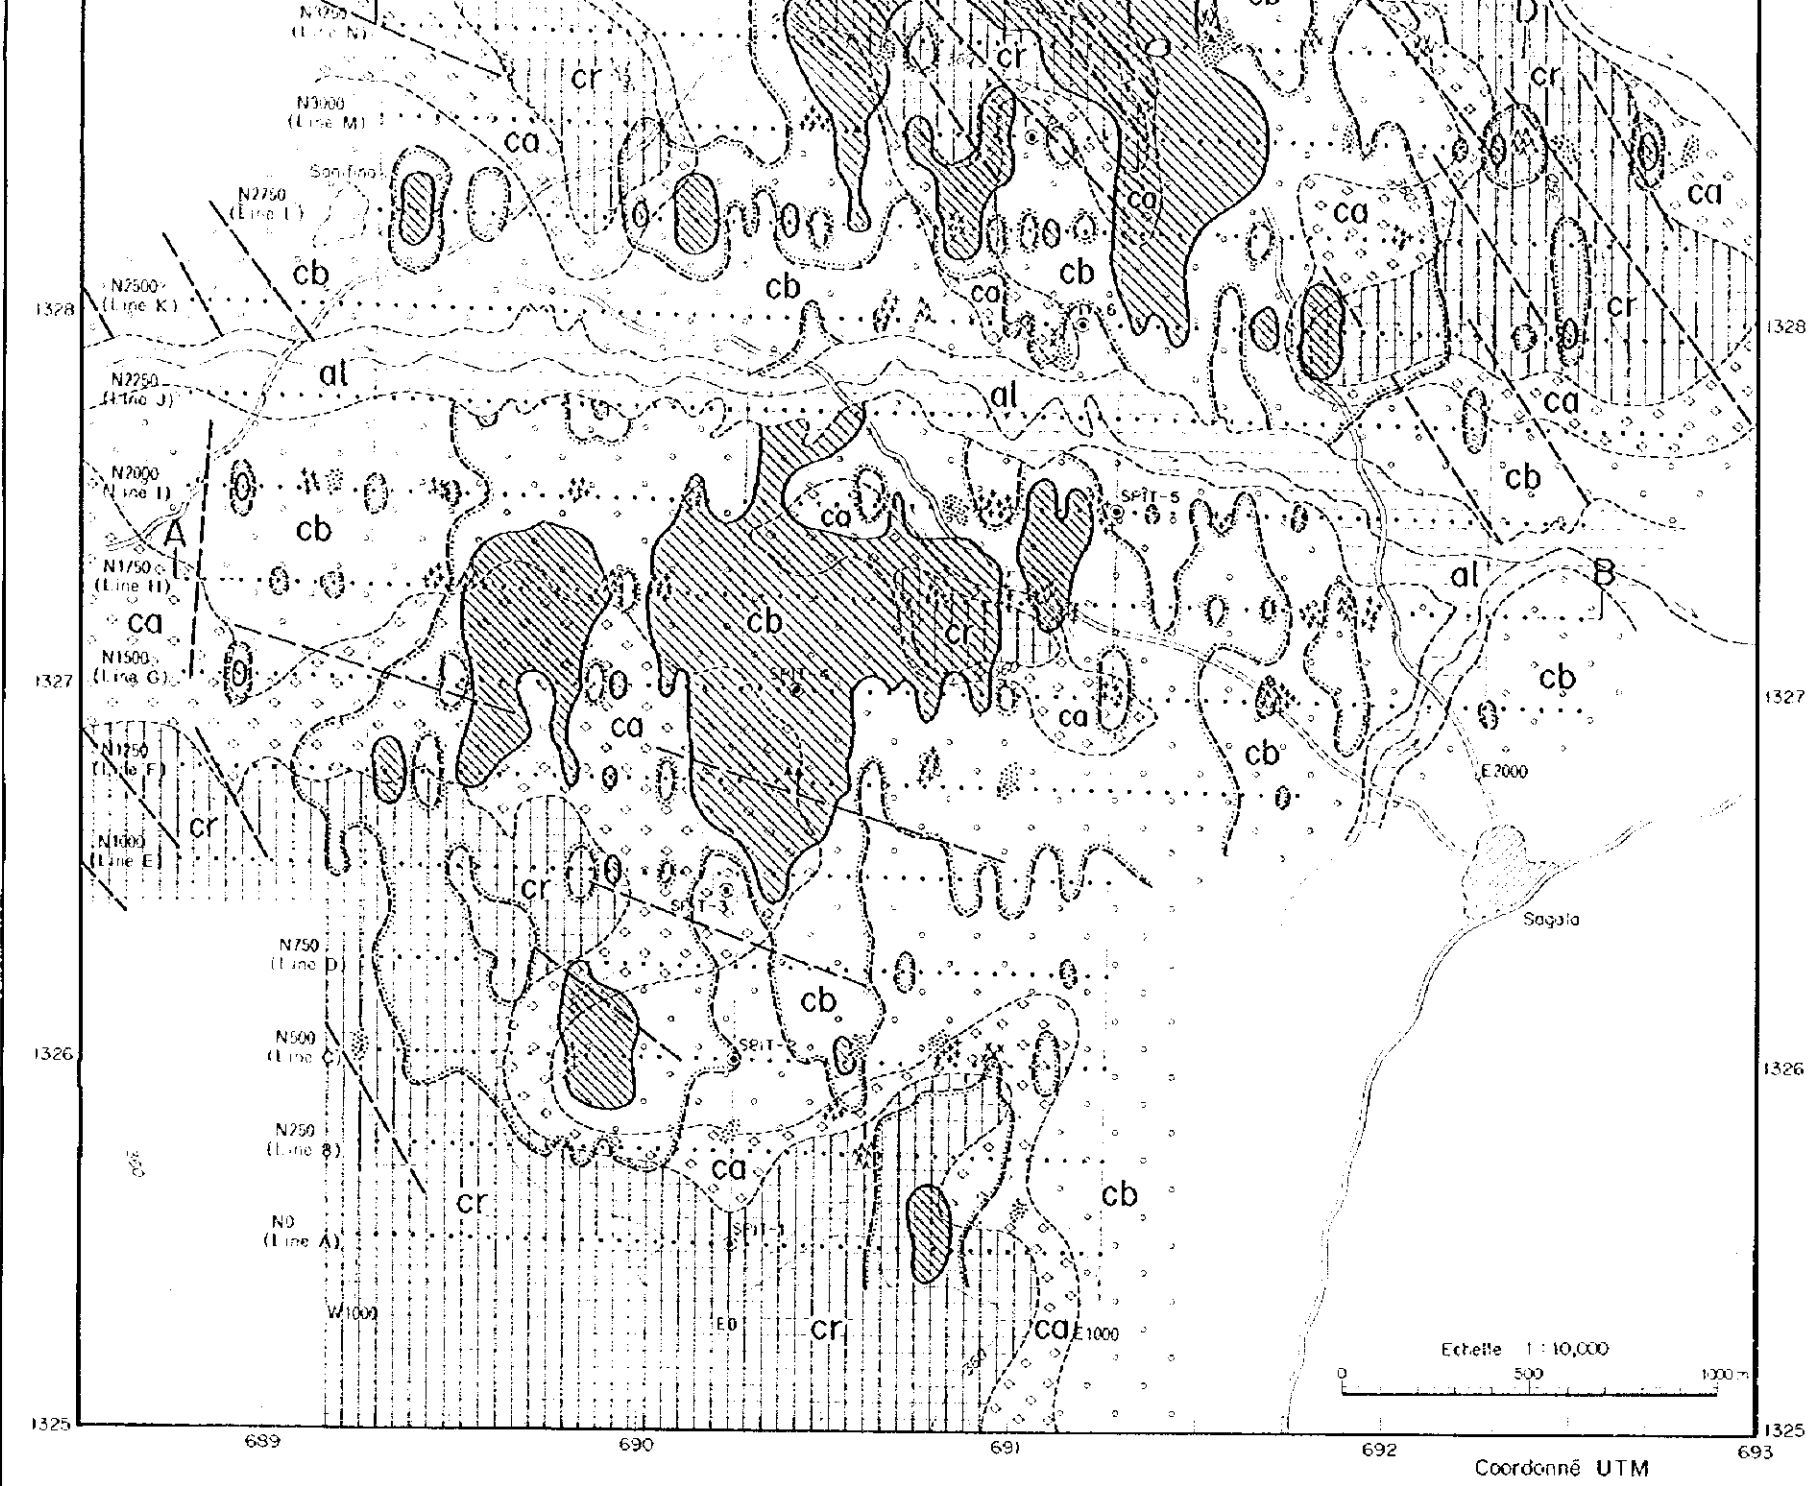 N3250
(Line N)
cb
D
cr
cr
cr
N3000
(Line M)
ca
Sanfina
ca
ca
ca
N2750
(Line L)
cb
cb
cb
ca
N2500
(Line K)
1328
1328
cr
al
al
N2250
(Line J)
ca
N2000
(Line I)
cb
SPIT-5
ca
A
cb
N1750
(Line H)
al
B
ca
cb
cr
N1500
(Line G)
1327
1327
SPIT-4
cb
ca
ca
cb
N1250
(Line F)
E2000
cr
N1000
(Line E)
cr
SPIT-3
Sagala
N750
(Line D)
cb
N500
(Line C)
SPIT-2
1326
1326
N250
(Line B)
ca
350
cr
cb
N0
(Line A)
SPIT-1
W1000
E0
cr
ca
E1000
350
Echelle 1:10,000
0 500 1000 m
1325
1325
689 690 691 692 693
Coordonné UTM